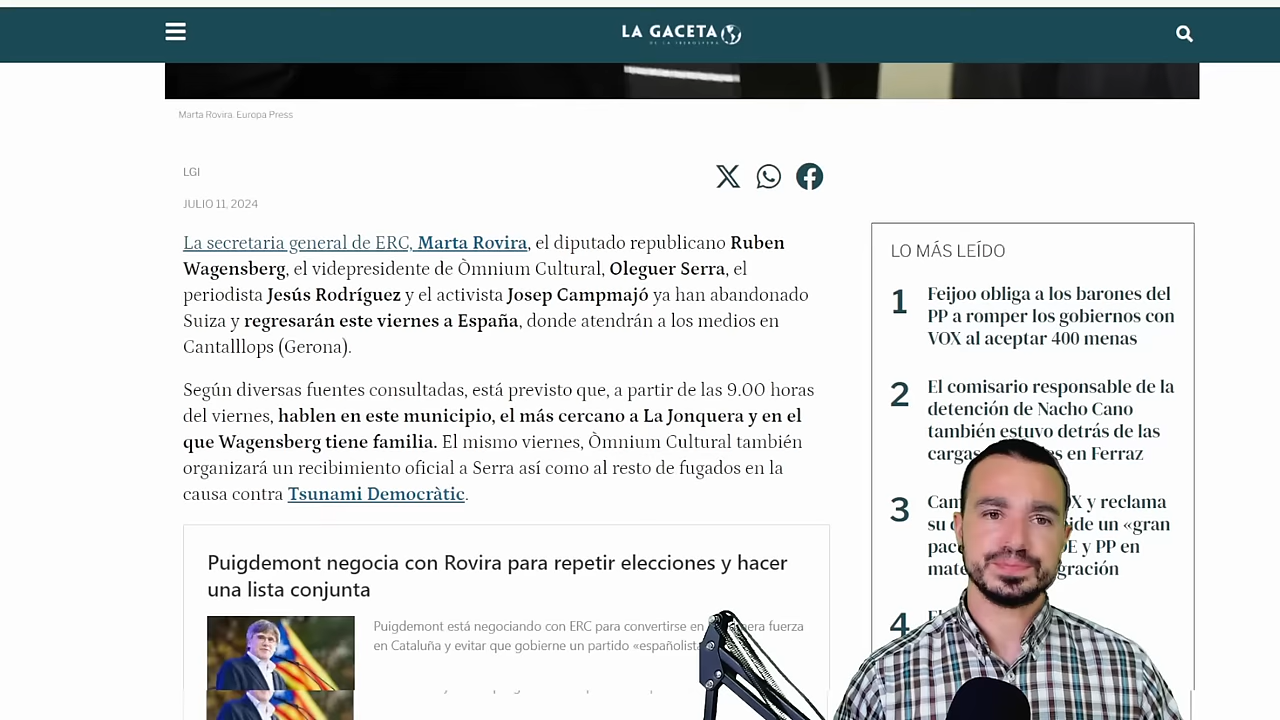 LA GACETA
DE LA IBEROSFERA
Marta Rovira. Europa Press
LGI
JULIO 11, 2024
La secretaria general de ERC, Marta Rovira, el diputado republicano Ruben
Wagensberg, el videpresidente de Òmnium Cultural, Oleguer Serra, el
periodista Jesús Rodríguez y el activista Josep Campmajó ya han abandonado
Suiza y regresarán este viernes a España, donde atendrán a los medios en
Cantalllops (Gerona).
Según diversas fuentes consultadas, está previsto que, a partir de las 9.00 horas
del viernes, hablen en este municipio, el más cercano a La Jonquera y en el
que Wagensberg tiene familia. El mismo viernes, Òmnium Cultural también
organizará un recibimiento oficial a Serra así como al resto de fugados en la
causa contra Tsunami Democràtic.
Puigdemont negocia con Rovira para repetir elecciones y hacer
una lista conjunta
Puigdemont está negociando con ERC para convertirse en fuerza
en Cataluña y evitar que gobierne un partido «españolista
LO MÁS LEÍDO
1 Feijoo obliga a los barones del
PP a romper los gobiernos con
VOX al aceptar 400 menas
2 El comisario responsable de la
detención de Nacho Cano
también estuvo detrás de las
en Ferraz
3 y reclama
su un «gran
y PP en
4